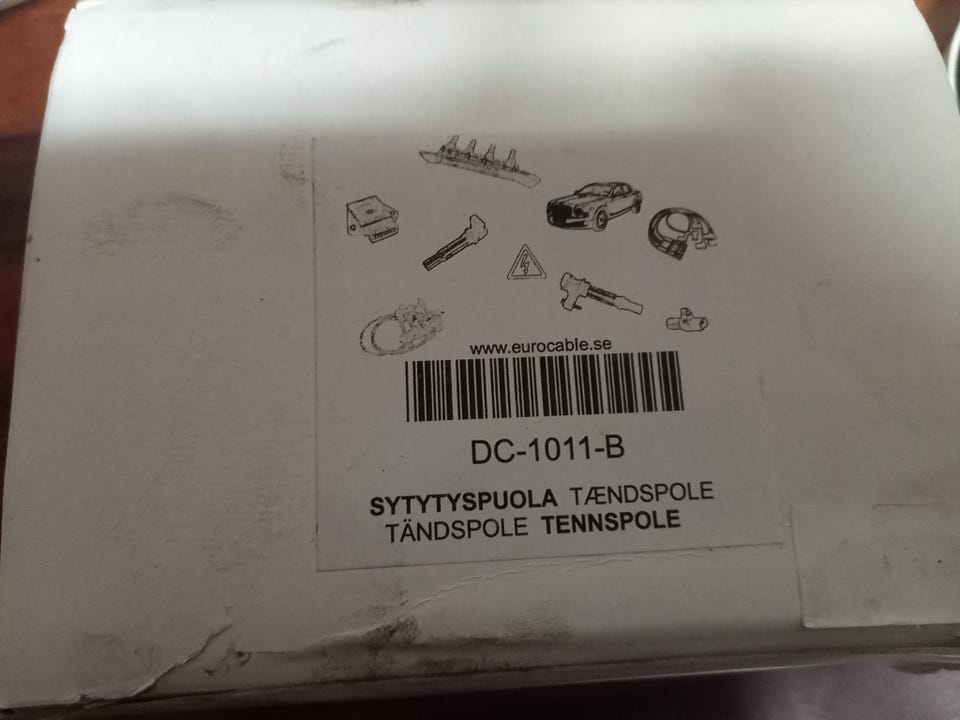 www.eurocable.se
DC-1011-B
SYTYTYSPUOLA TÆNDSPOLE
TÄNDSPOLE TENNSPOLE